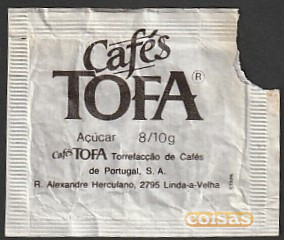 Cafés
TOFA ®
Açúcar 8/10g
Cafés TOFA Torrefacção de Cafés
de Portugal, S. A.
R. Alexandre Herculano, 2795 Linda-a-Velha
coisas